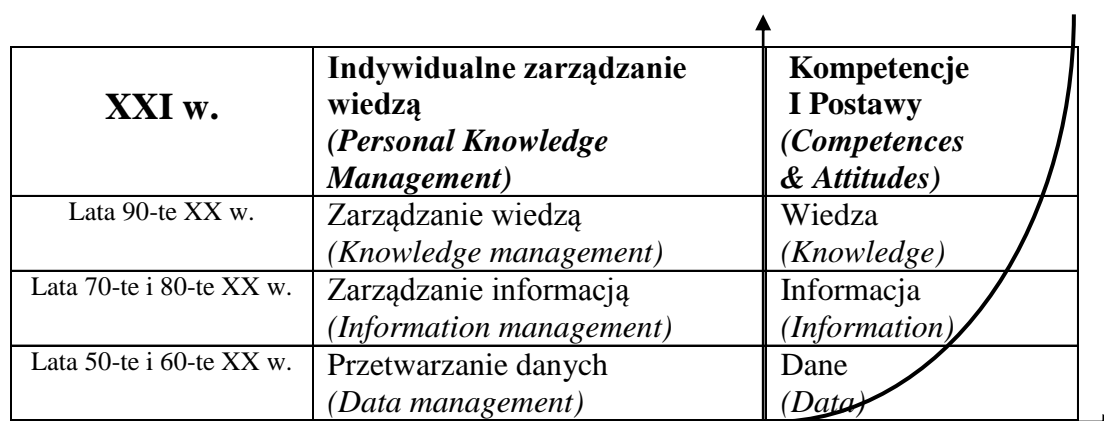 XXI w.
Indywidualne zarządzanie
wiedzą
(Personal Knowledge
Management)
Kompetencje
I Postawy
(Competences
& Attitudes)
Lata 90-te XX w.
Zarządzanie wiedzą
(Knowledge management)
Wiedza
(Knowledge)
Lata 70-te i 80-te XX w.
Zarządzanie informacją
(Information management)
Informacja
(Information)
Lata 50-te i 60-te XX w.
Przetwarzanie danych
(Data management)
Dane
(Data)